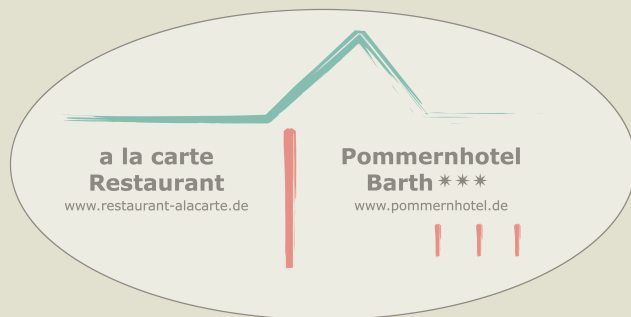 a la carte
Restaurant
www.restaurant-alacarte.de
Pommernhotel
Barth ✷✷✷
www.pommernhotel.de